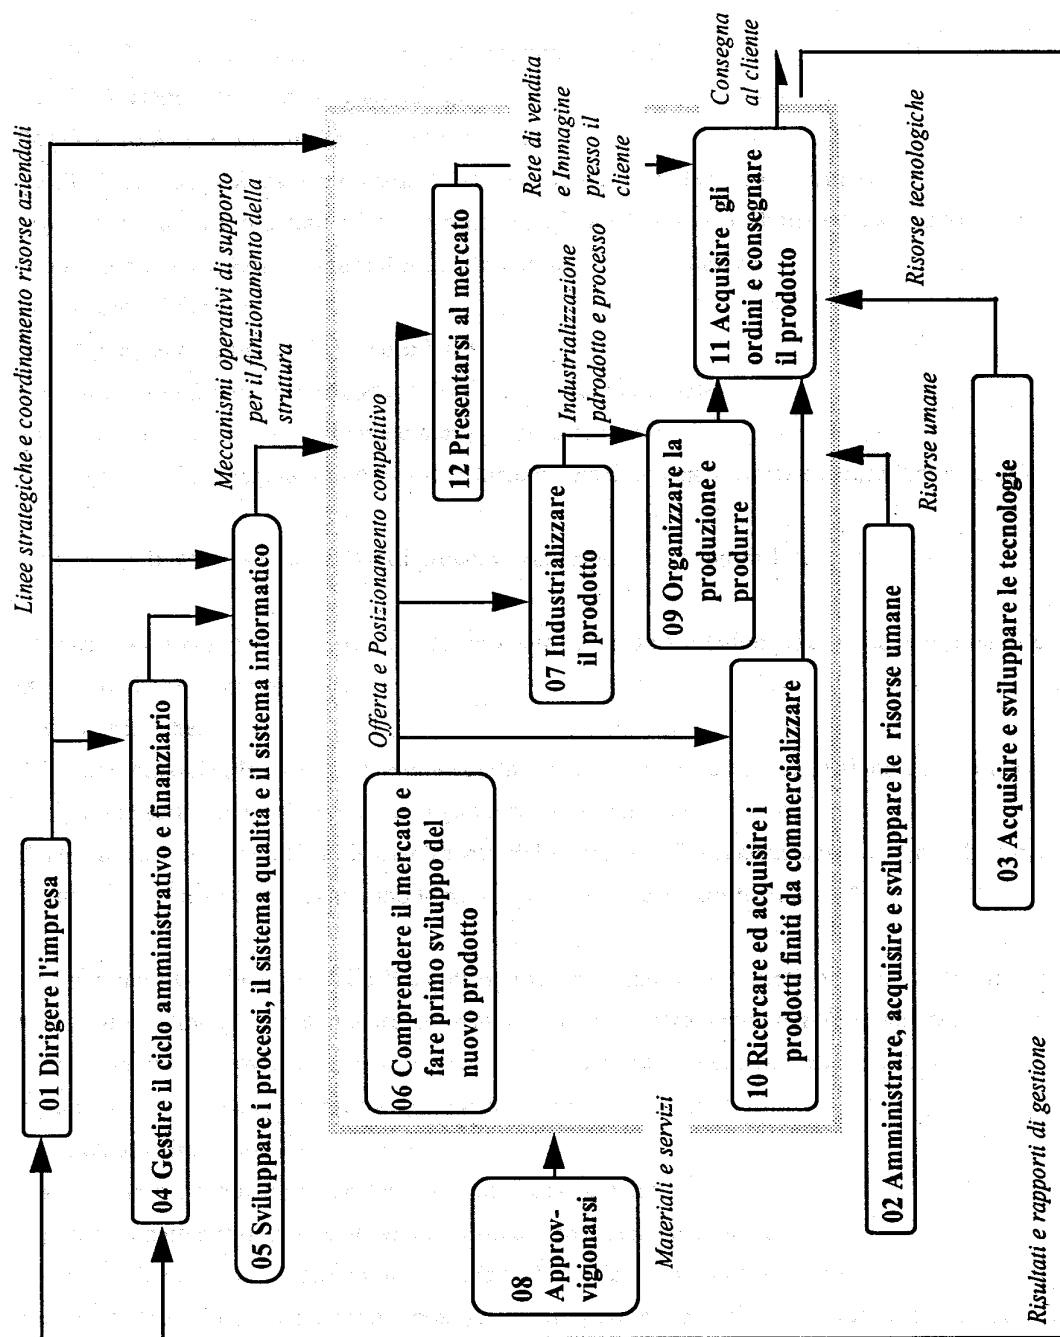 Linee strategiche e coordinamento risorse aziendali
01 Dirigere l'impresa
04 Gestire il ciclo amministrativo e finanziario
Meccanismi operativi di supporto
per il funzionamento della
struttura
05 Sviluppare i processi, il sistema qualità e il sistema informatico
Offerta e Posizionamento competitivo
06 Comprendere il mercato e
fare primo sviluppo del
nuovo prodotto
12 Presentarsi al mercato
Rete di vendita
e Immagine
presso il
cliente
07 Industrializzare
il prodotto
Industrializzazione
pdrodotto e processo
09 Organizzare la
produzione e
produrre
11 Acquisire gli
ordini e consegnare
il prodotto
Consegna
al cliente
10 Ricercare ed acquisire i
prodotti finiti da commercializzare
08
Approv-
vigionarsi
Materiali e servizi
02 Amministrare, acquisire e sviluppare le risorse umane
Risorse umane
03 Acquisire e sviluppare le tecnologie
Risorse tecnologiche
Risultati e rapporti di gestione